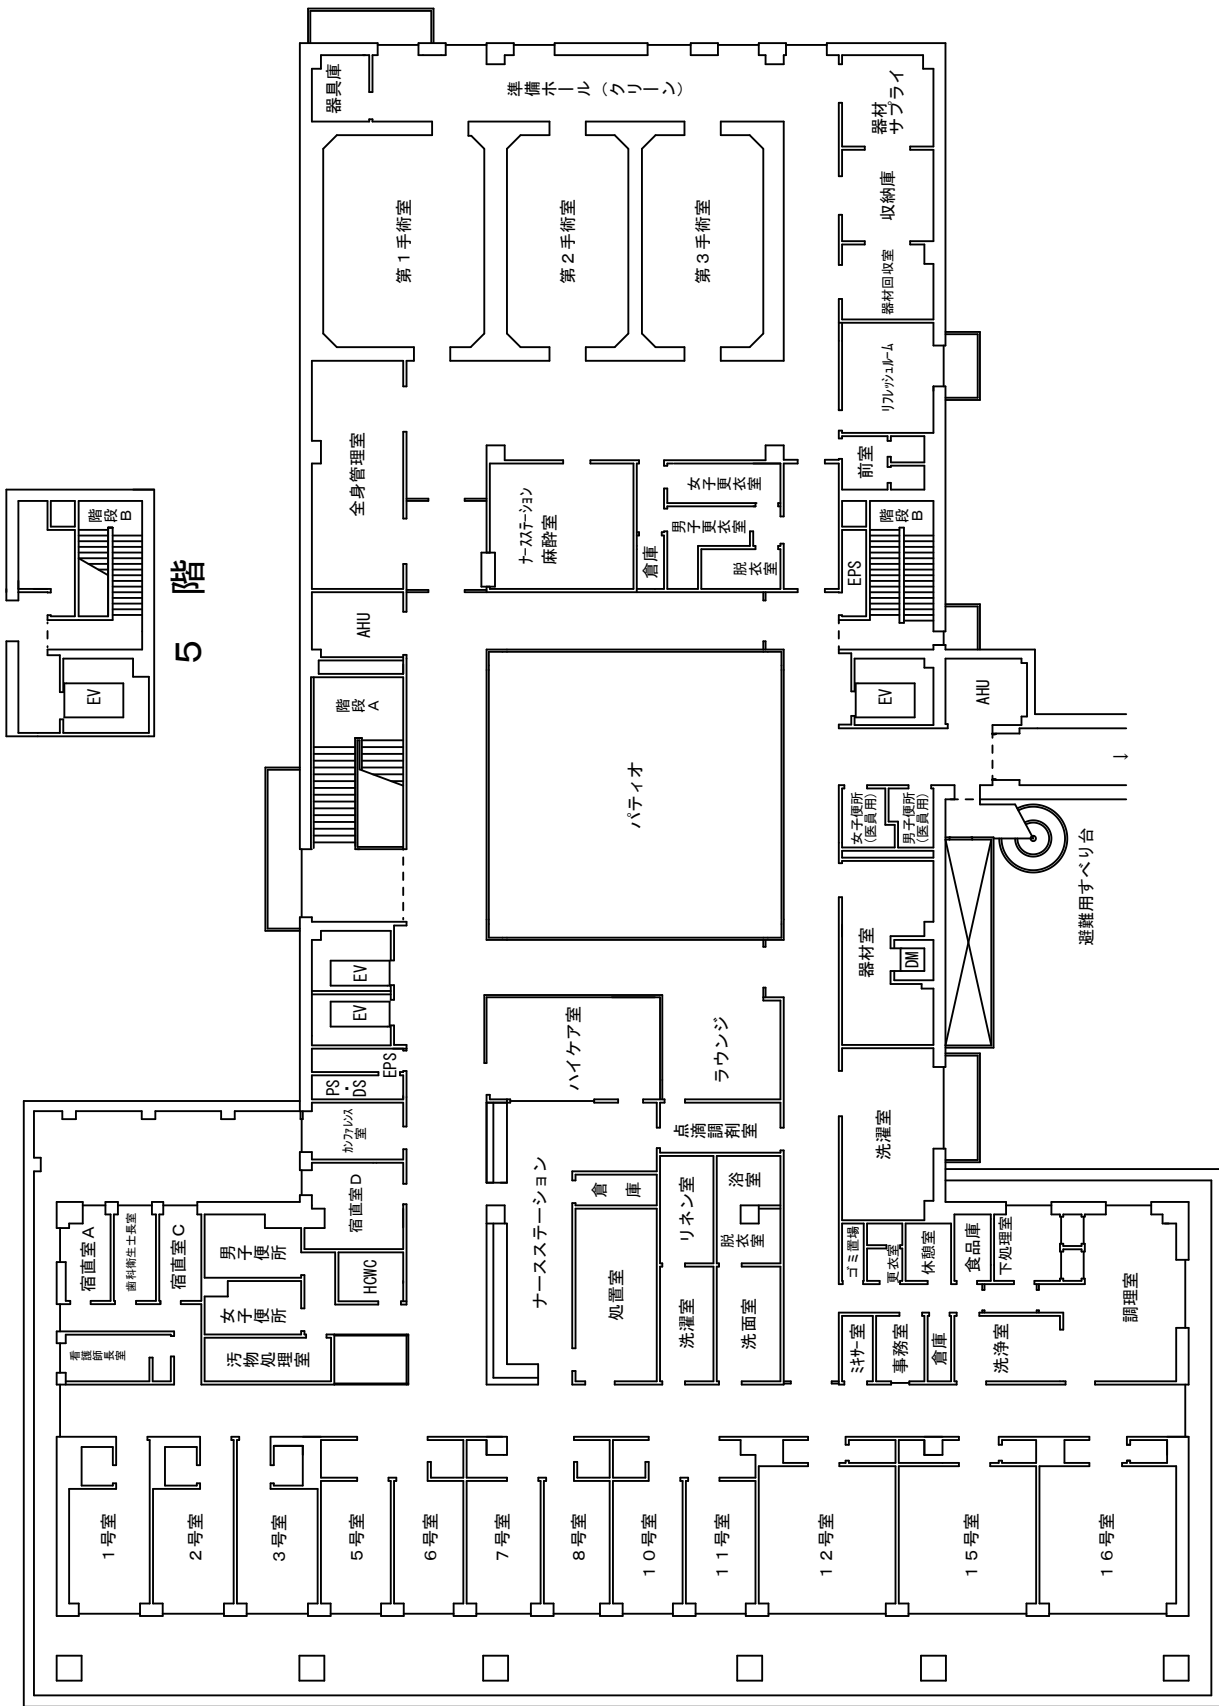 5 階
EV
階段B
器具庫
準備ホール（クリーン）
器材サプライ
収納庫
器材回収室
第1手術室
第2手術室
第3手術室
リフレッシュルーム
前室
全身管理室
ナースステーション
麻酔室
倉庫
女子更衣室
男子更衣室
脱衣室
EPS
階段B
AHU
階段A
パティオ
EV
AHU
↓
女子便所
（医員用）
男子便所
（医員用）
避難用すべり台
器材室
DM
EV
EV
EPS
PS・DS
ハイケア室
ラウンジ
カンファレンス室
点滴調剤室
洗濯室
宿直室D
ナースステーション
倉庫
リネン室
浴室
脱衣室
宿直室A
歯科衛生士長室
宿直室C
男子便所
女子便所
HCWC
処置室
洗濯室
洗面室
ゴミ置場
更衣室
休憩室
食品庫
下処理室
調理室
看護師長室
汚物処理室
ミキサー室
事務室
倉庫
洗浄室
1号室
2号室
3号室
5号室
6号室
7号室
8号室
10号室
11号室
12号室
15号室
16号室